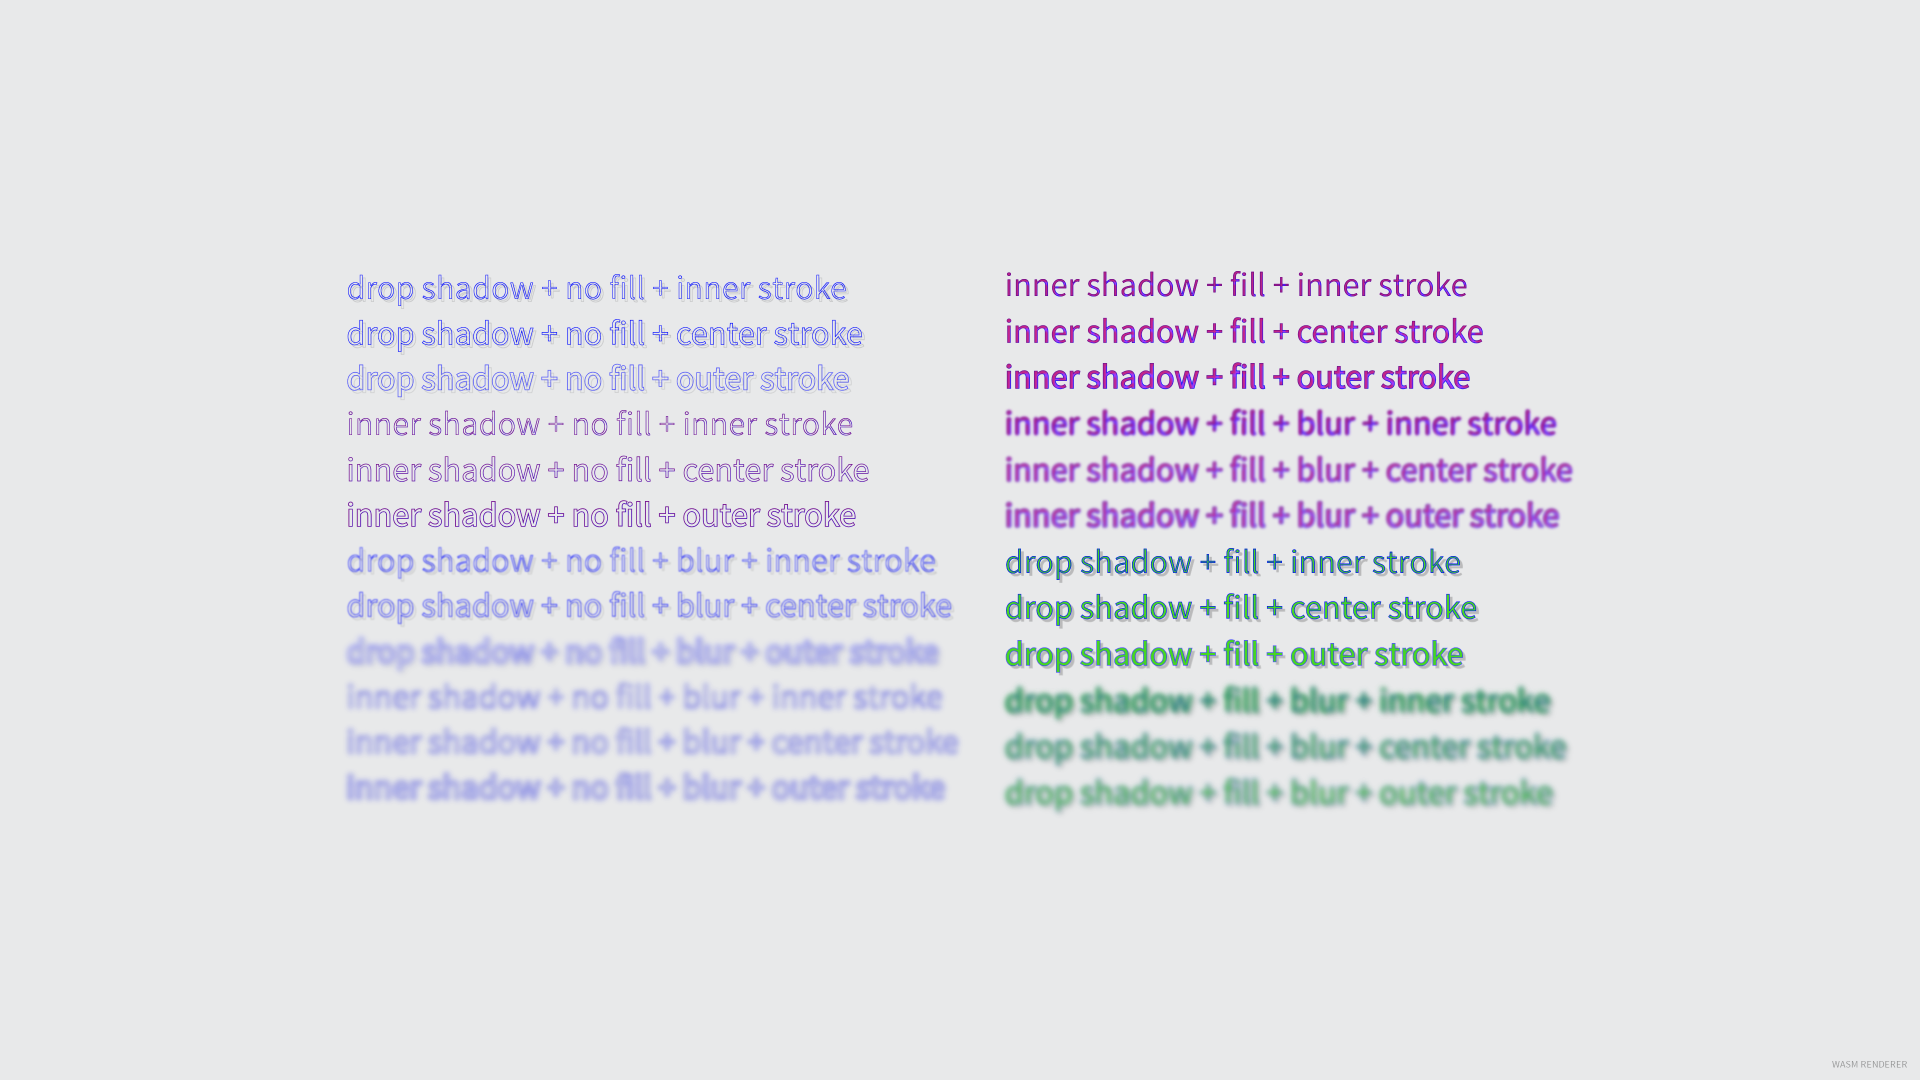 drop shadow + no fill + inner stroke
drop shadow + no fill + center stroke
drop shadow + no fill + outer stroke
inner shadow + no fill + inner stroke
inner shadow + no fill + center stroke
inner shadow + no fill + outer stroke
drop shadow + no fill + blur + inner stroke
drop shadow + no fill + blur + center stroke
drop shadow + no fill + blur + outer stroke
inner shadow + no fill + blur + inner stroke
inner shadow + no fill + blur + center stroke
inner shadow + no fill + blur + outer stroke
inner shadow + fill + inner stroke
inner shadow + fill + center stroke
inner shadow + fill + outer stroke
inner shadow + fill + blur + inner stroke
inner shadow + fill + blur + center stroke
inner shadow + fill + blur + outer stroke
drop shadow + fill + inner stroke
drop shadow + fill + center stroke
drop shadow + fill + outer stroke
drop shadow + fill + blur + inner stroke
drop shadow + fill + blur + center stroke
drop shadow + fill + blur + outer stroke
WASM RENDERER